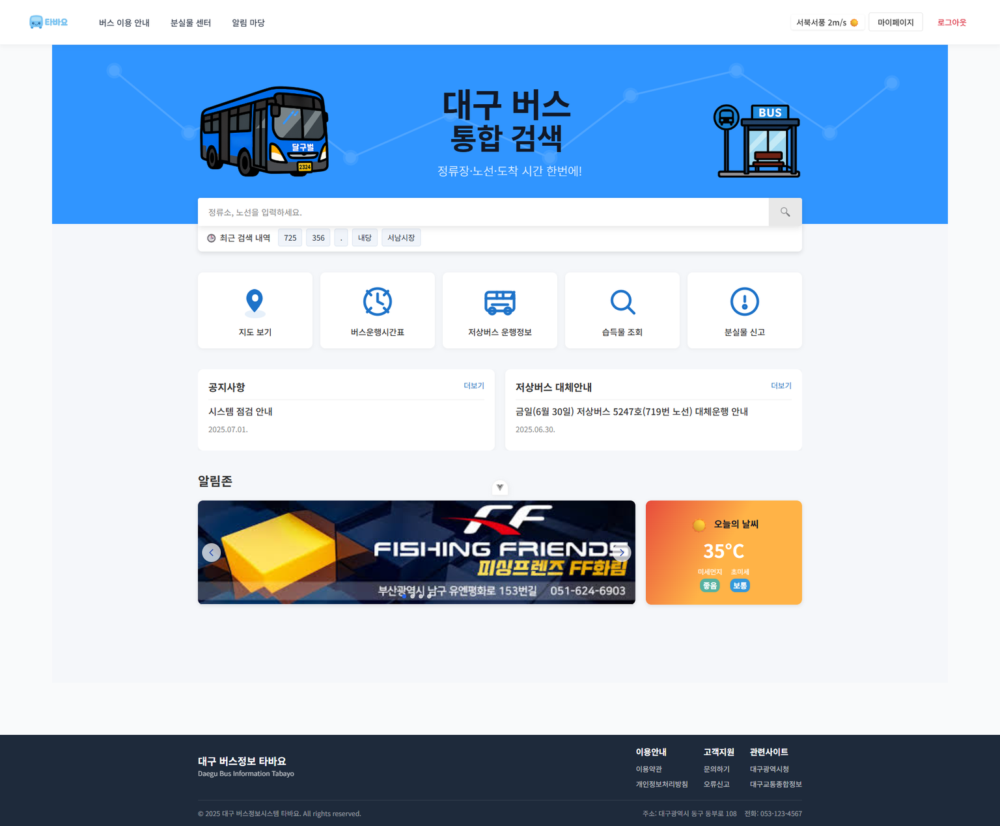 타바요
버스 이용 안내
분실물 센터
알림 마당
서북서풍 2m/s
마이페이지
로그아웃
달구벌
2324
대구 버스
통합 검색
정류장·노선·도착 시간 한번에!
BUS
정류소, 노선을 입력하세요.
최근 검색 내역
725
356
.
내당
서남시장
지도 보기
버스운행시간표
저상버스 운행정보
습득물 조회
분실물 신고
공지사항
더보기
시스템 점검 안내
2025.07.01.
저상버스 대체안내
더보기
금일(6월 30일) 저상버스 5247호(719번 노선) 대체운행 안내
2025.06.30.
알림존
FF
FISHING FRIENDS
피싱프렌즈 FF화림
부산광역시 남구 유엔평화로 153번길 051-624-6903
오늘의 날씨
35°C
미세먼지 초미세
좋음 보통
대구 버스정보 타바요
Daegu Bus Information Tabayo
이용안내
이용약관
개인정보처리방침
고객지원
문의하기
오류신고
관련사이트
대구광역시청
대구교통종합정보
© 2025 대구 버스정보시스템 타바요. All rights reserved.
주소: 대구광역시 동구 동부로 108 전화: 053-123-4567